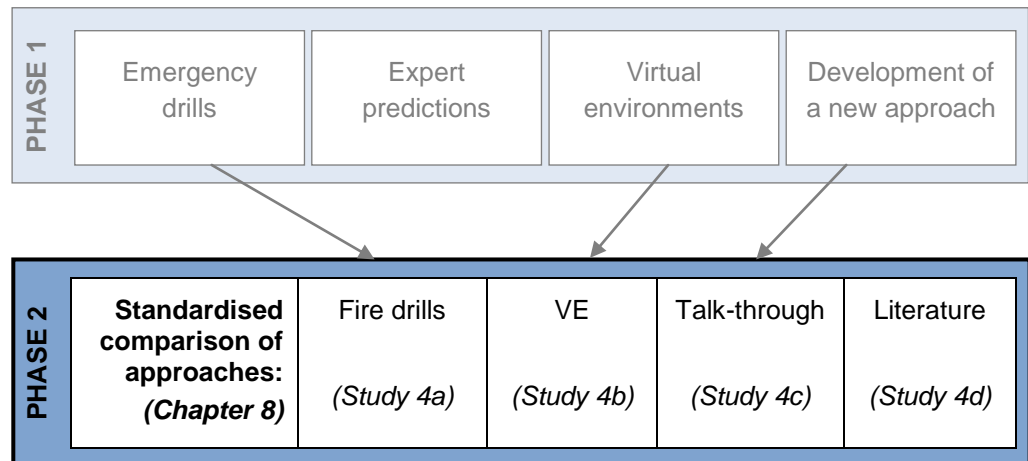 PHASE 1
Emergency
drills
Expert
predictions
Virtual
environments
Development of
a new approach
PHASE 2
Standardised
comparison of
approaches:
(Chapter 8)
Fire drills
(Study 4a)
VE
(Study 4b)
Talk-through
(Study 4c)
Literature
(Study 4d)